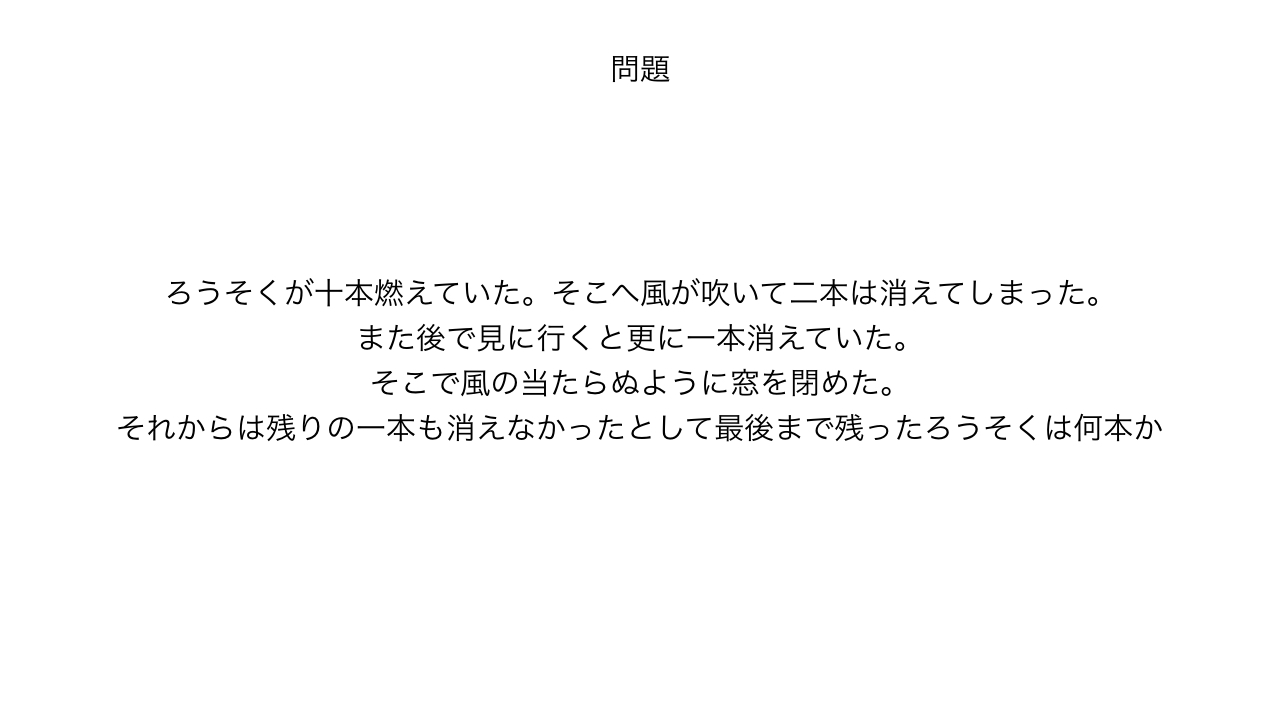 問題
ろうそくが十本燃えていた。そこへ風が吹いて二本は消えてしまった。
また後で見に行くと更に一本消えていた。
そこで風の当たらぬように窓を閉めた。
それからは残りの一本も消えなかったとして最後まで残ったろうそくは何本か